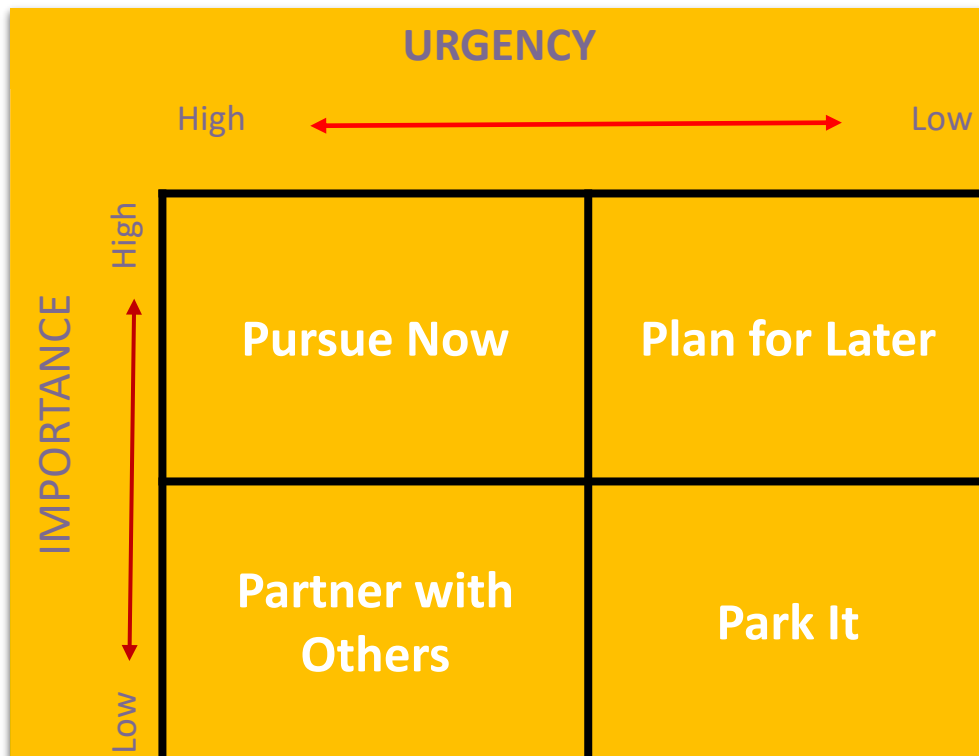 URGENCY
High
Low
High
IMPORTANCE
Low
Pursue Now
Plan for Later
Partner with
Others
Park It